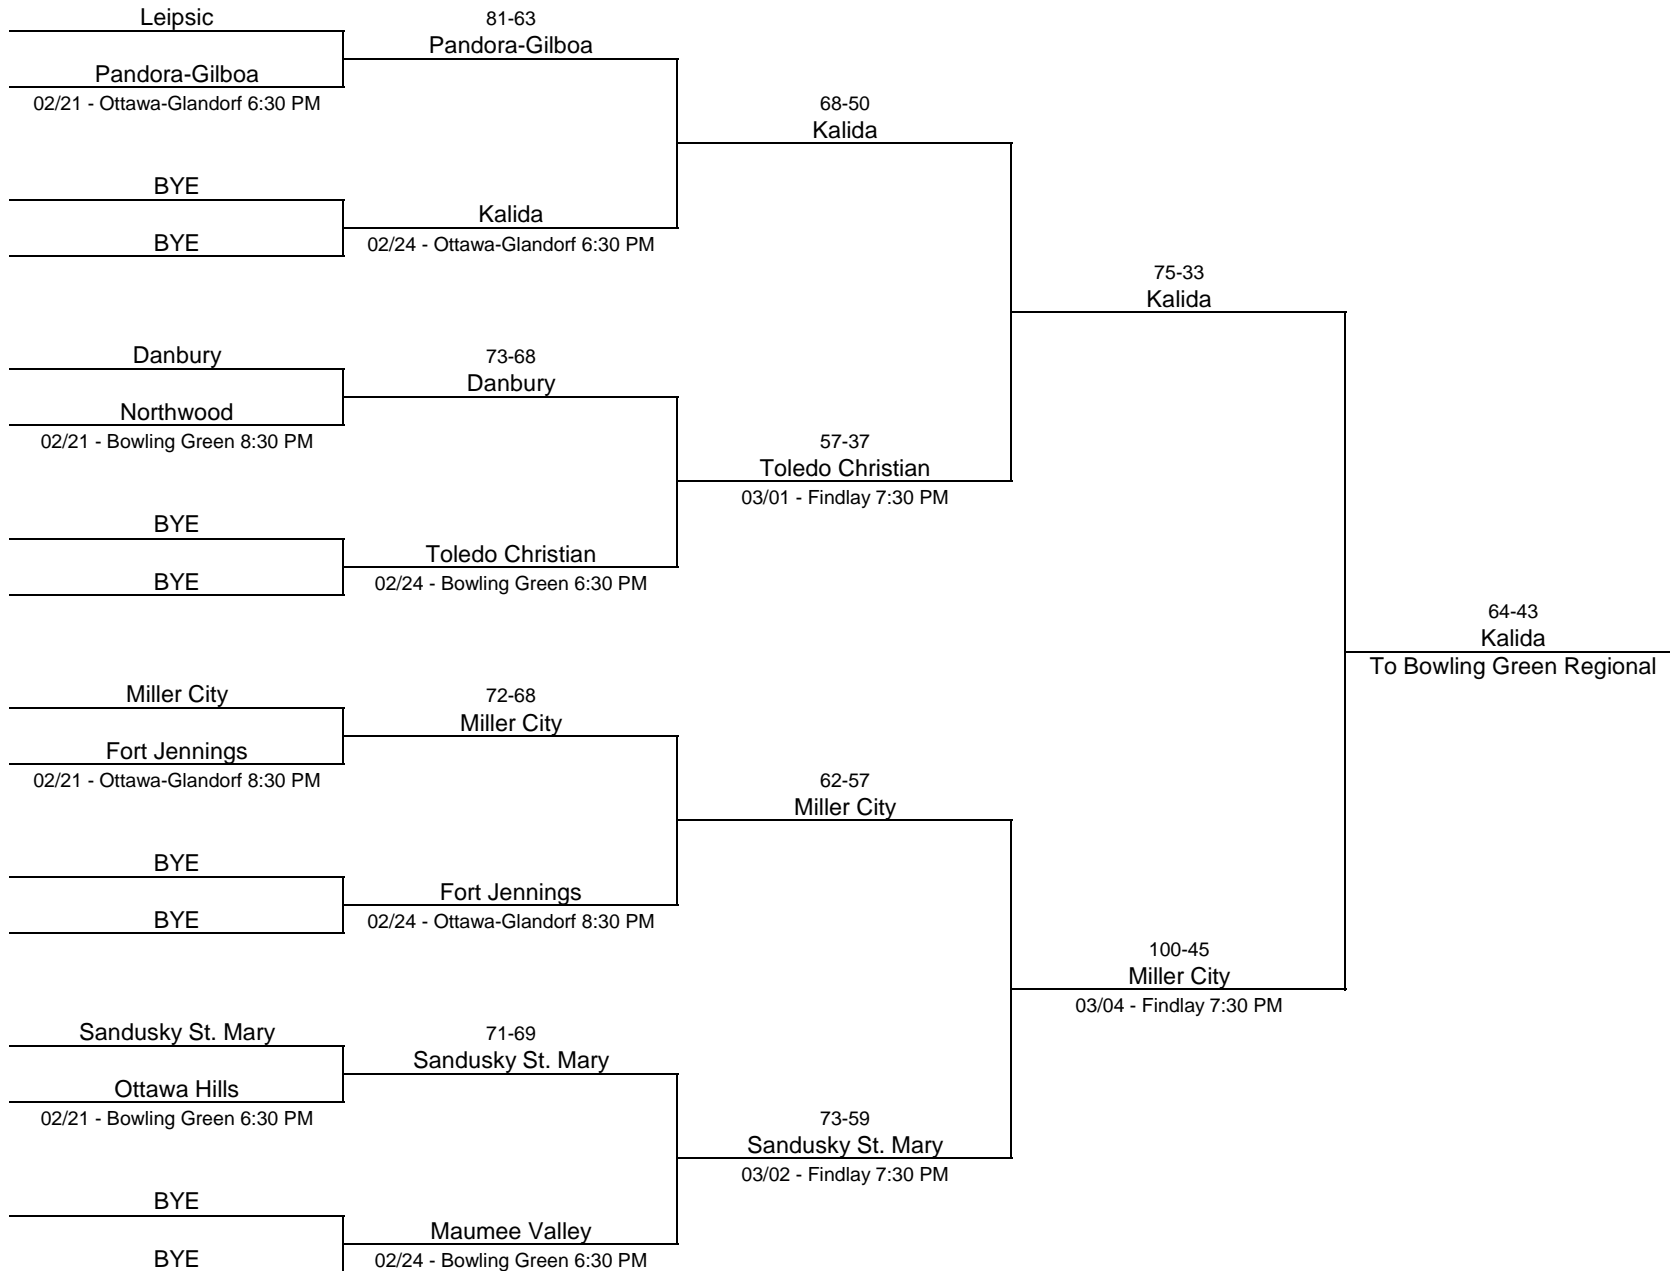 Leipsic
81-63
Pandora-Gilboa
Pandora-Gilboa
02/21 - Ottawa-Glandorf 6:30 PM
68-50
Kalida
BYE
Kalida
BYE
02/24 - Ottawa-Glandorf 6:30 PM
75-33
Kalida
Danbury
73-68
Danbury
Northwood
02/21 - Bowling Green 8:30 PM
57-37
Toledo Christian
03/01 - Findlay 7:30 PM
BYE
Toledo Christian
BYE
02/24 - Bowling Green 6:30 PM
64-43
Kalida
To Bowling Green Regional
Miller City
72-68
Miller City
Fort Jennings
02/21 - Ottawa-Glandorf 8:30 PM
62-57
Miller City
BYE
Fort Jennings
BYE
02/24 - Ottawa-Glandorf 8:30 PM
100-45
Miller City
03/04 - Findlay 7:30 PM
Sandusky St. Mary
71-69
Sandusky St. Mary
Ottawa Hills
02/21 - Bowling Green 6:30 PM
73-59
Sandusky St. Mary
03/02 - Findlay 7:30 PM
BYE
Maumee Valley
BYE
02/24 - Bowling Green 6:30 PM